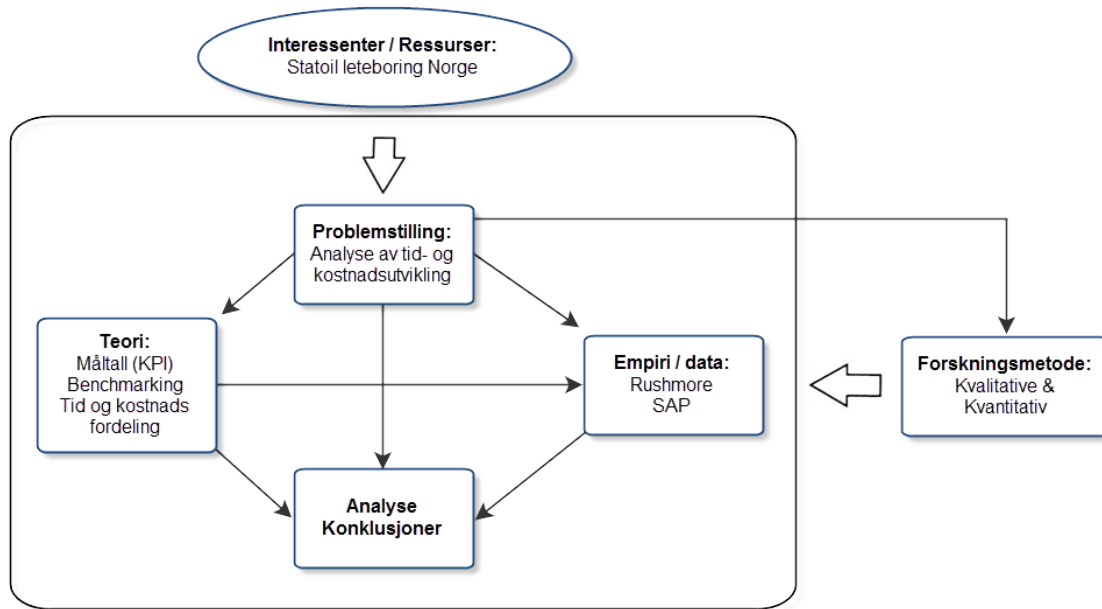 Interessenter / Ressurser:
Statoil leteboring Norge
Problemstilling:
Analyse av tid- og
kostnadsutvikling
Teori:
Måltall (KPI)
Benchmarking
Tid og kostnads
fordeling
Empiri / data:
Rushmore
SAP
Forskningsmetode:
Kvalitative &
Kvantitativ
Analyse
Konklusjoner